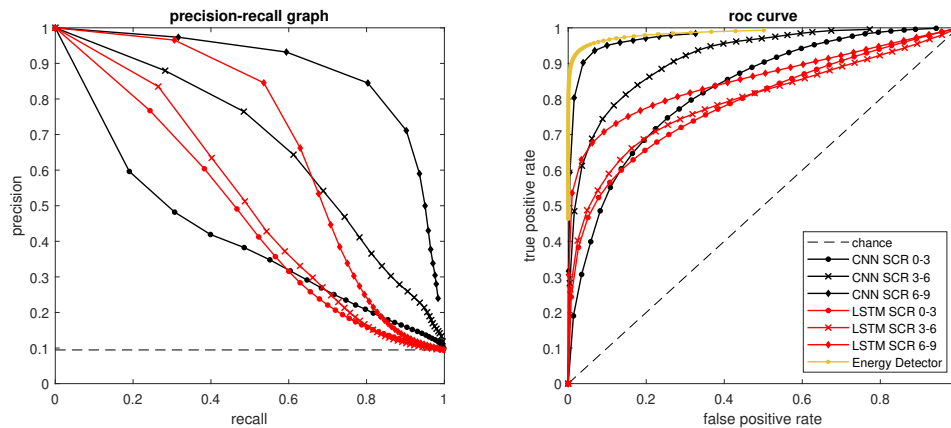 precision-recall graph
1
0.9
0.8
0.7
0.6
0.5
0.4
0.3
0.2
0.1
0
precision
0 0.2 0.4 0.6 0.8 1
recall
roc curve
1
0.9
0.8
0.7
0.6
0.5
0.4
0.3
0.2
0.1
0
true positive rate
0 0.2 0.4 0.6 0.8
false positive rate
chance
CNN SCR 0-3
CNN SCR 3-6
CNN SCR 6-9
LSTM SCR 0-3
LSTM SCR 3-6
LSTM SCR 6-9
Energy Detector